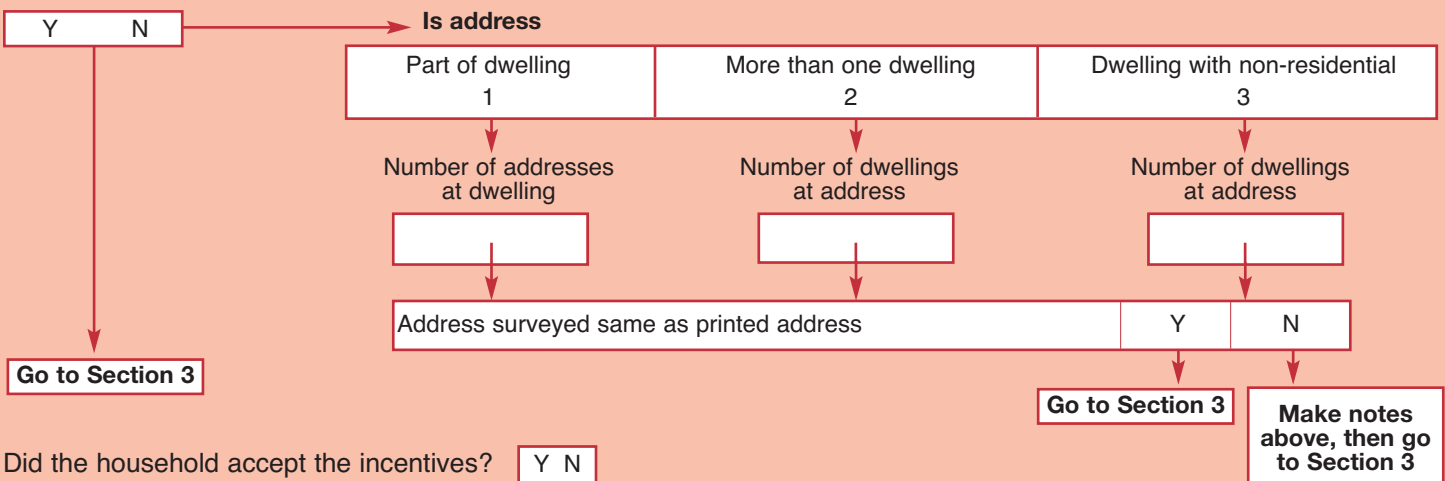 Y N
Is address
Part of dwelling
1
More than one dwelling
2
Dwelling with non-residential
3
Number of addresses
at dwelling
Number of dwellings
at address
Number of dwellings
at address
Address surveyed same as printed address Y N
Go to Section 3
Go to Section 3
Make notes
above, then go
to Section 3
Did the household accept the incentives? Y N